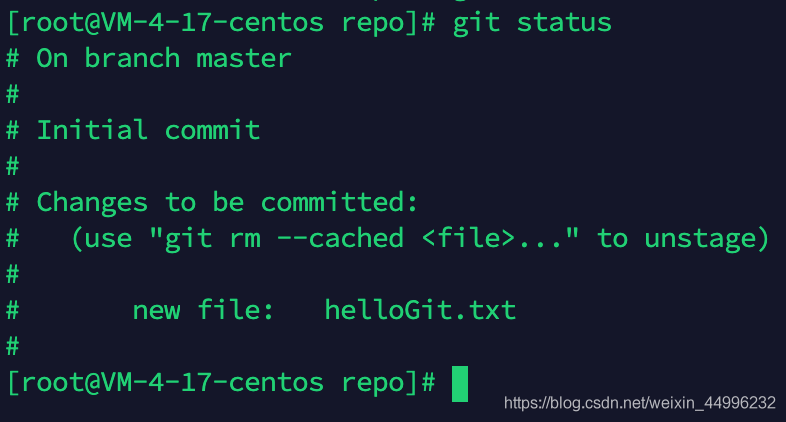 [root@VM-4-17-centos repo]# git status
# On branch master
#
# Initial commit
#
# Changes to be committed:
#   (use "git rm --cached <file>..." to unstage)
#
#       new file:   helloGit.txt
#
[root@VM-4-17-centos repo]#
https://blog.csdn.net/weixin_44996232